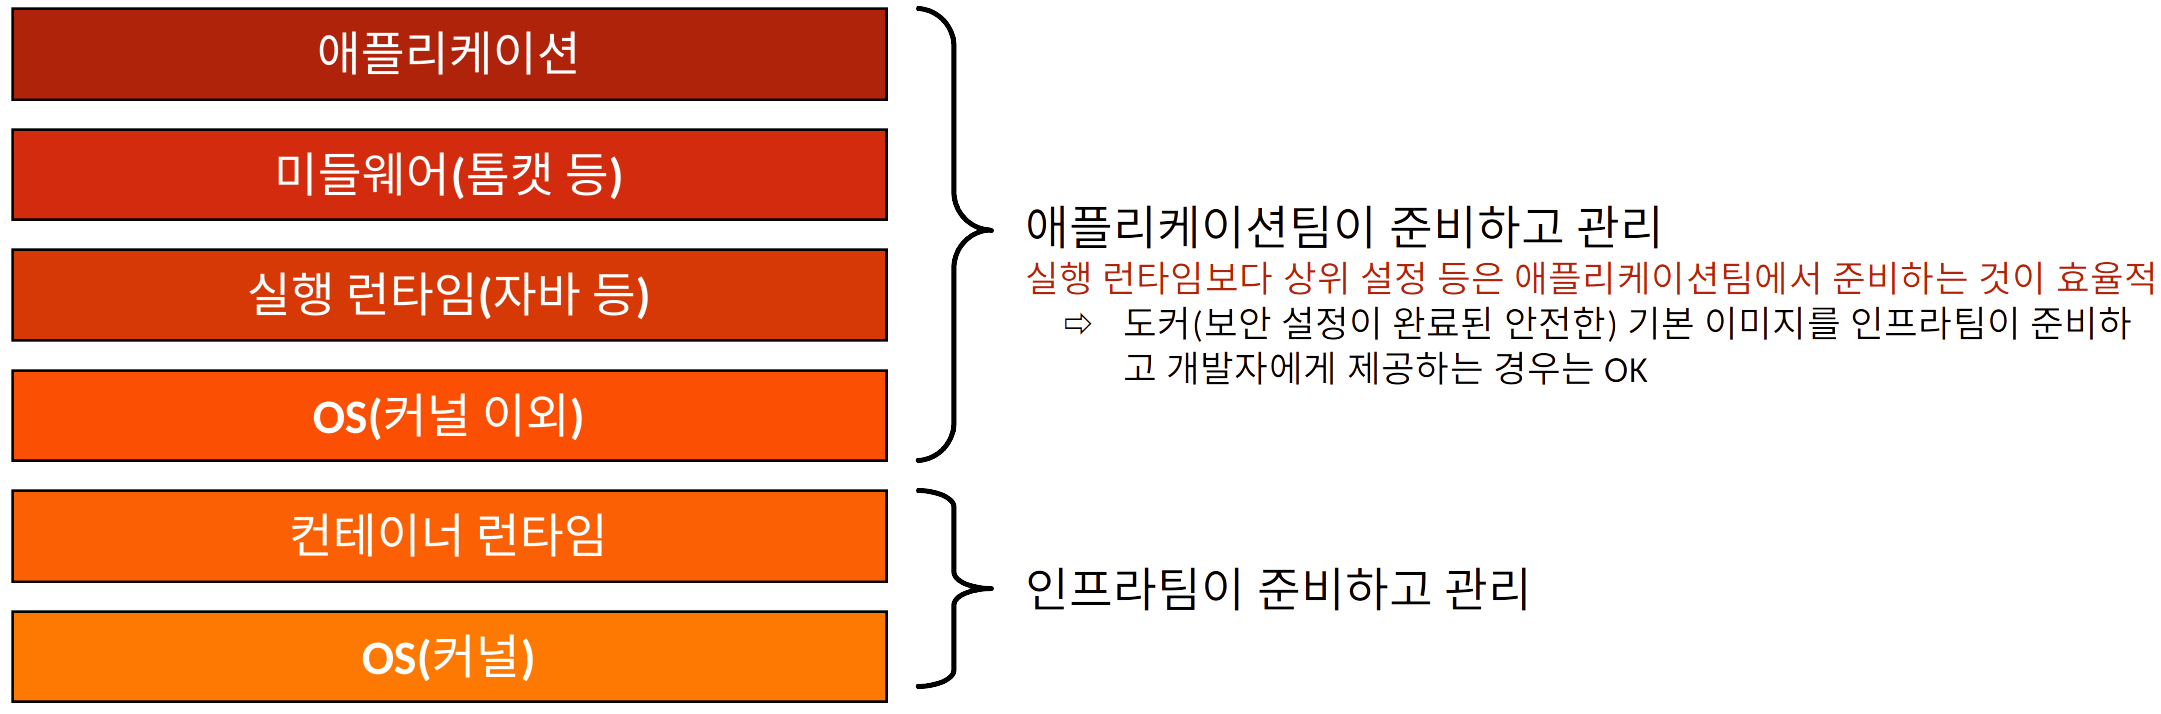 애플리케이션
미들웨어(톰캣 등)
실행 런타임(자바 등)
OS(커널 이외)
컨테이너 런타임
OS(커널)
애플리케이션팀이 준비하고 관리
실행 런타임보다 상위 설정 등은 애플리케이션팀에서 준비하는 것이 효율적
⇨ 도커(보안 설정이 완료된 안전한) 기본 이미지를 인프라팀이 준비하
고 개발자에게 제공하는 경우는 OK
인프라팀이 준비하고 관리